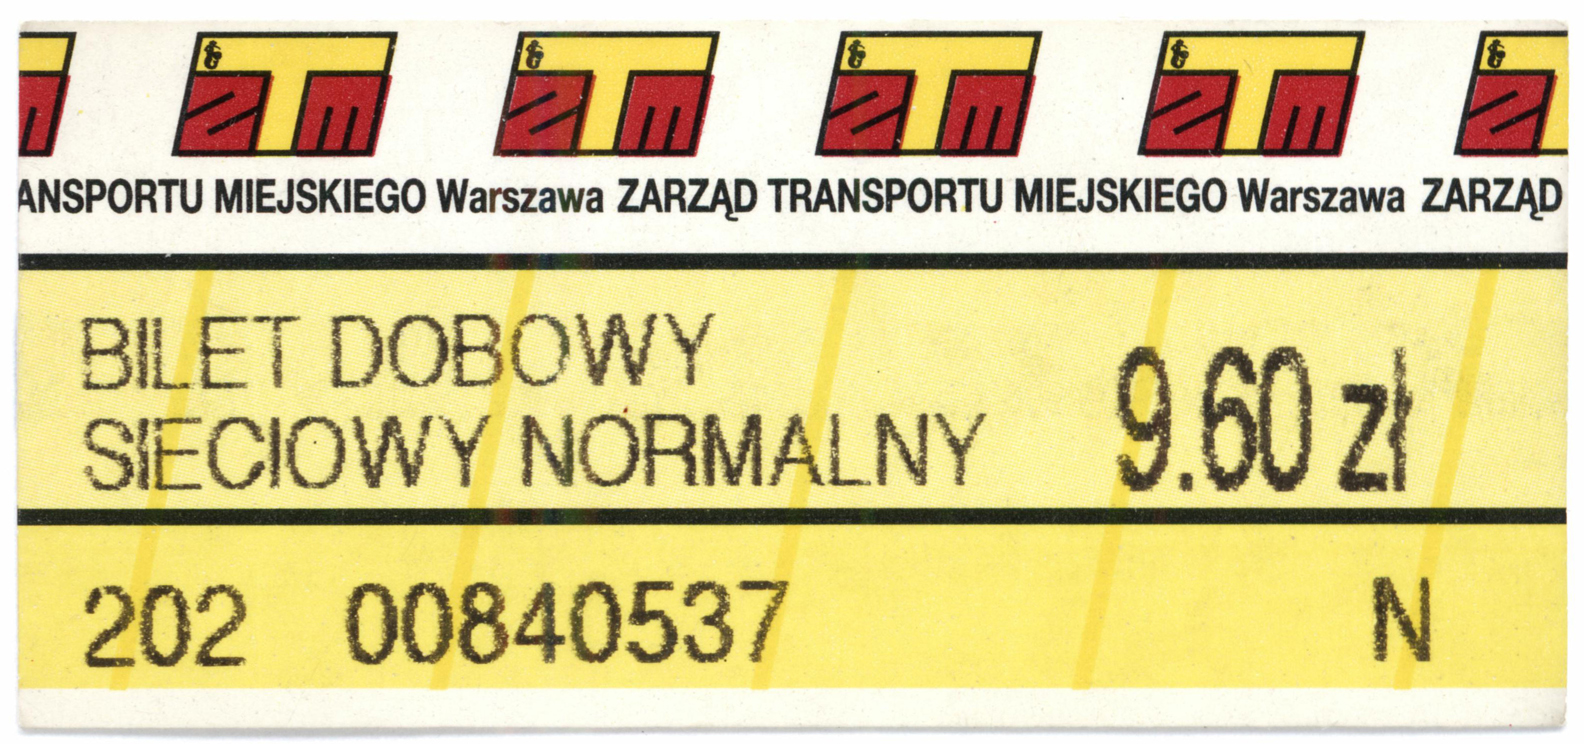 ZTM ZTM ZTM ZTM
ANSPORTU MIEJSKIEGO Warszawa ZARZĄD TRANSPORTU MIEJSKIEGO Warszawa ZARZĄD
BILET DOBOWY
SIECIOWY NORMALNY
9.60 zł
202 00840537 N